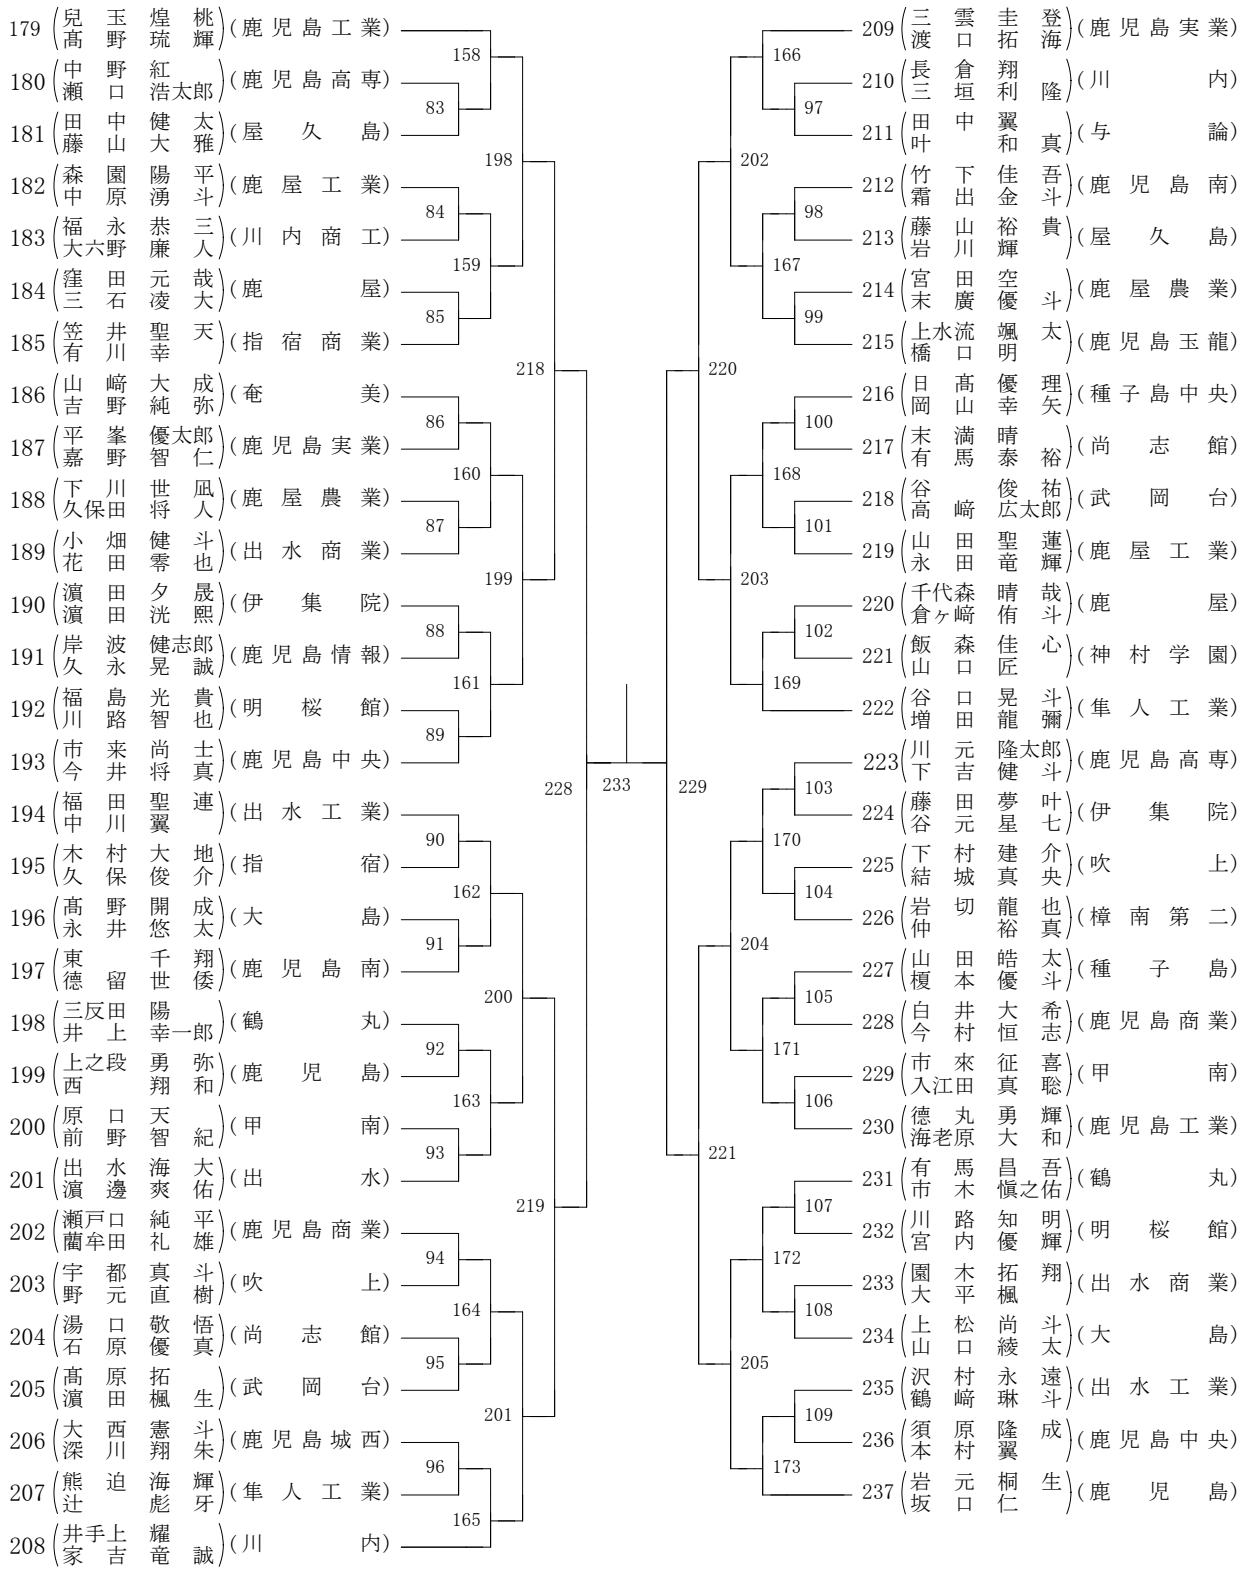 179 (兒玉煌桃 髙野琉輝) (鹿児島工業)
180 (中野紅 瀬口浩太郎) (鹿児島高専)
181 (田中健太 藤山大雅) (屋久島)
182 (森園陽平 中原湧斗) (鹿屋工業)
183 (福永恭三 大六野廉人) (川内商工)
184 (窪田元哉 三石凌大) (鹿屋)
185 (笠井聖天 有川幸) (指宿商業)
186 (山﨑大成 吉野純弥) (奄美)
187 (平峯優太郎 嘉野智仁) (鹿児島実業)
188 (下川世凪 久保田将人) (鹿屋農業)
189 (小畑健斗 花田零也) (出水商業)
190 (濵田夕晟 濵田洸熙) (伊集院)
191 (岸波健志郎 久永晃誠) (鹿児島情報)
192 (福島光貴 川路智也) (明桜館)
193 (市来尚士 今井将真) (鹿児島中央)
194 (福田聖連 中川翼) (出水工業)
195 (木村大地 久保俊介) (指宿)
196 (髙野開成 永井悠太) (大島)
197 (東千翔 德留世倭) (鹿児島南)
198 (三反田陽 井上幸一郎) (鶴丸)
199 (上之段勇弥 西翔和) (鹿児島)
200 (原口天 前野智紀) (甲南)
201 (出水海大 濵邊爽佑) (出水)
202 (瀬戸口純平 藺牟田礼雄) (鹿児島商業)
203 (宇都真斗 野元直樹) (吹上)
204 (湯口敬悟 石原優真) (尚志館)
205 (髙原拓 濵田楓生) (武岡台)
206 (大西憲斗 深川翔朱) (鹿児島城西)
207 (熊迫海輝 辻彪牙) (隼人工業)
208 (井手上耀 家吉竜誠) (川内)
158
83
198
84
159
85
218
86
160
87
199
88
161
89
228
90
162
91
200
92
163
93
219
94
164
95
201
96
165
233
166
97
202
98
167
99
220
100
168
101
203
102
169
229
103
170
104
204
105
171
106
221
107
172
108
205
109
173
209 (三雲圭登 渡口拓海) (鹿児島実業)
210 (長倉翔 三垣利隆) (川内)
211 (田中翼 叶和真) (与論)
212 (竹下佳吾 霜出金斗) (鹿児島南)
213 (藤山裕貴 岩川輝) (屋久島)
214 (宮田空 末廣優斗) (鹿屋農業)
215 (上水流颯太 橋口明) (鹿児島玉龍)
216 (日髙優理 岡山幸矢) (種子島中央)
217 (末満晴 有馬泰裕) (尚志館)
218 (谷俊祐 高﨑広太郎) (武岡台)
219 (山田聖蓮 永田竜輝) (鹿屋工業)
220 (千代森晴哉 倉ヶ﨑侑斗) (鹿屋)
221 (飯森佳心 山口匠) (神村学園)
222 (谷口晃斗 増田龍彌) (隼人工業)
223 (川元隆太郎 下吉健斗) (鹿児島高専)
224 (藤田夢叶 谷元星七) (伊集院)
225 (下村建介 結城真央) (吹上)
226 (岩切龍也 仲裕真) (樟南第二)
227 (山田皓太 榎本優斗) (種子島)
228 (白井大希 今村恒志) (鹿児島商業)
229 (市來征喜 入江田真聡) (甲南)
230 (德丸勇輝 海老原大和) (鹿児島工業)
231 (有馬昌吾 市木愼之佑) (鶴丸)
232 (川路知明 宮内優輝) (明桜館)
233 (園木拓翔 大平楓) (出水商業)
234 (上松尚斗 山口綾太) (大島)
235 (沢村永遠 鶴﨑琳斗) (出水工業)
236 (須原隆成 本村翼) (鹿児島中央)
237 (岩元桐生 坂口仁) (鹿児島)